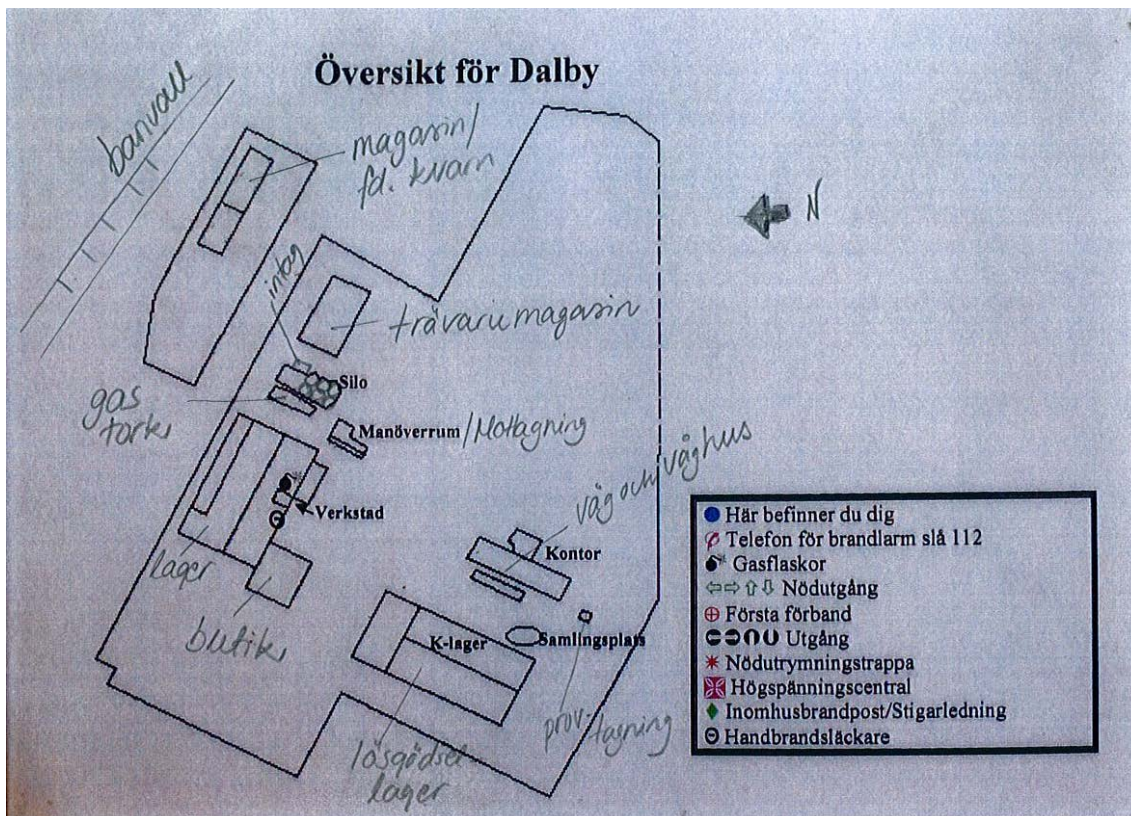 Översikt för Dalby
banvall
magasin/
fd. kvarn
N
intag
trävarumagasin
Silo
gas
tork
Manöverrum/Mottagning
våg och våghus
Verkstad
lager
Kontor
butik
K-lager
Samlingsplats
prov-
tagning
lösgödsel
lager
Här befinner du dig
Telefon för brandlarm slå 112
Gasflaskor
Nödutgång
Första förband
Utgång
Nödutrymningstrappa
Högspänningscentral
Inomhusbrandpost/Stigarledning
Handbrandsläckare